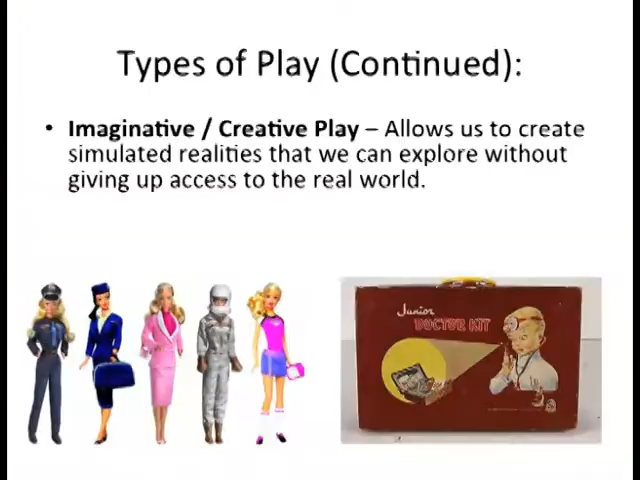 Types of Play (Continued):
• Imaginative / Creative Play – Allows us to create
simulated realities that we can explore without
giving up access to the real world.
Junior
DOCTOR KIT